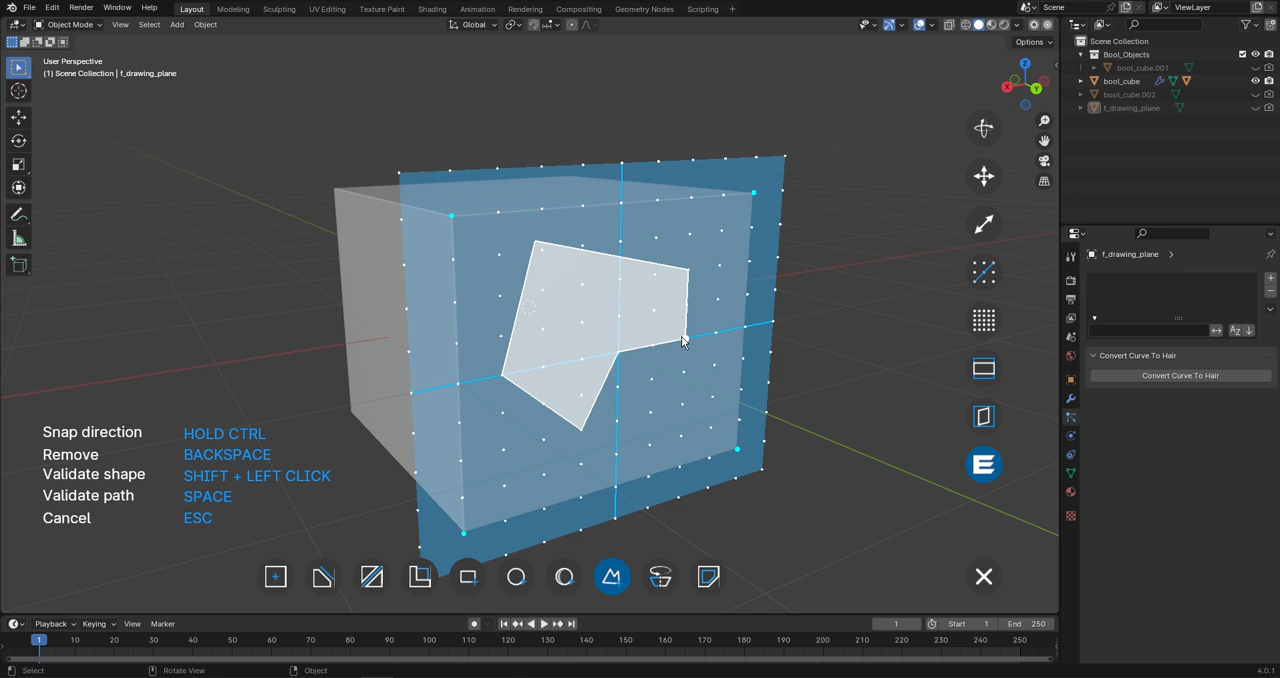 File Edit Render Window Help Layout Modeling Sculpting UV Editing Texture Paint Shading Animation Rendering Compositing Geometry Nodes Scripting + Scene ViewLayer
Object Mode View Select Add Object Global
Options
User Perspective
(1) Scene Collection | f_drawing_plane
Z
X
Y
Scene Collection
Bool_Objects
bool_cube.001
bool_cube
bool_cube.002
f_drawing_plane
f_drawing_plane
Convert Curve To Hair
Convert Curve To Hair
Snap direction HOLD CTRL
Remove BACKSPACE
Validate shape SHIFT + LEFT CLICK
Validate path SPACE
Cancel ESC
Playback Keying View Marker 1 Start 1 End 250
1 10 20 30 40 50 60 70 80 90 100 110 120 130 140 150 160 170 180 190 200 210 220 230 240 250
Select Rotate View Object 4.0.1